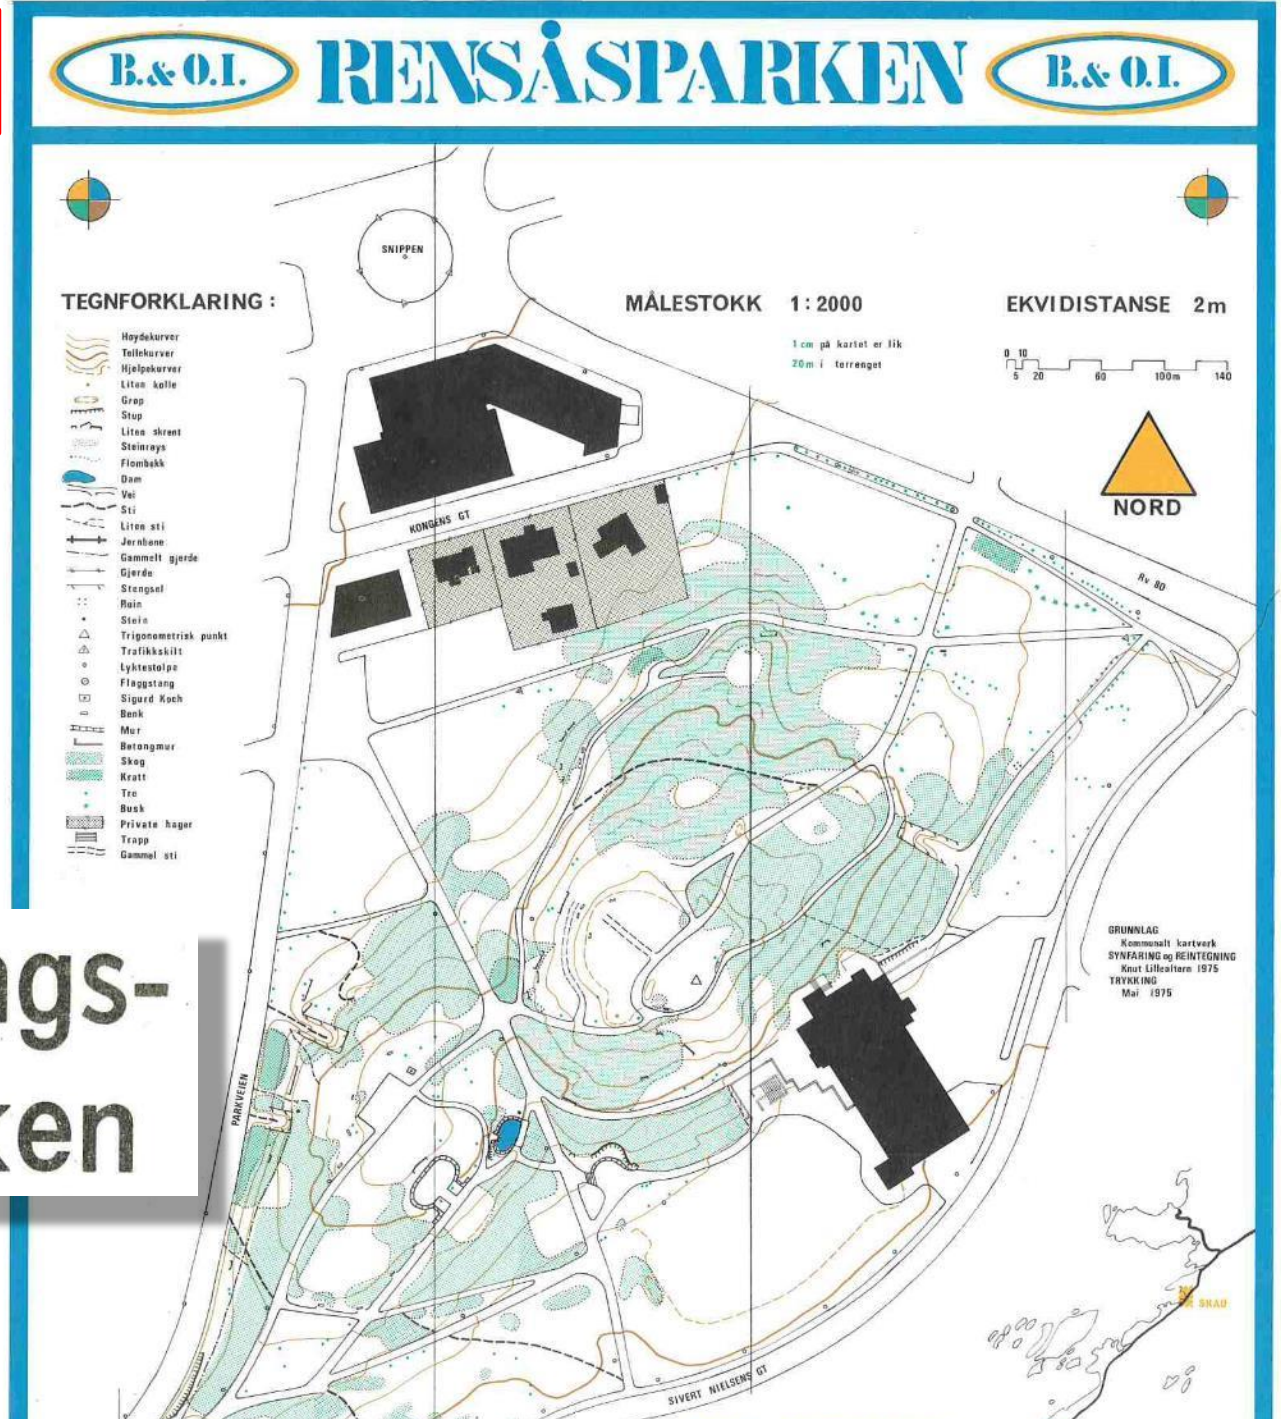 B.& O.I. RENSÅSPARKEN B.& O.I.
SNIPPEN
TEGNFORKLARING :
MÅLESTOKK 1 : 2000
EKVIDISTANSE 2m
1 cm på kartet er lik
20m i terrenget
0 10
5 20 60 100m 140
NORD
Høydekurver
Tellekurver
Hjelpekurver
Liten kolle
Grop
Stup
Liten skrent
Steinrøys
Flombekk
Dam
Vei
Sti
Liten sti
Jernbane
Gammelt gjerde
Gjerde
Stengsel
Ruin
Stein
Trigonometrisk punkt
Trafikkskilt
Lyktestolpe
Flaggstang
Sigurd Koch
Benk
Mur
Betongmur
Skog
Kratt
Tre
Busk
Private hager
Trapp
Gammel sti
KONGENS GT
Rv 80
GRUNNLAG
Kommunalt kartverk
SYNFARING og REINTEGNING
Knut Lillealtern 1975
TRYKKING
Mai 1975
ngs-
ken
PARKVEIEN
SKAU
SIVERT NIELSENS GT